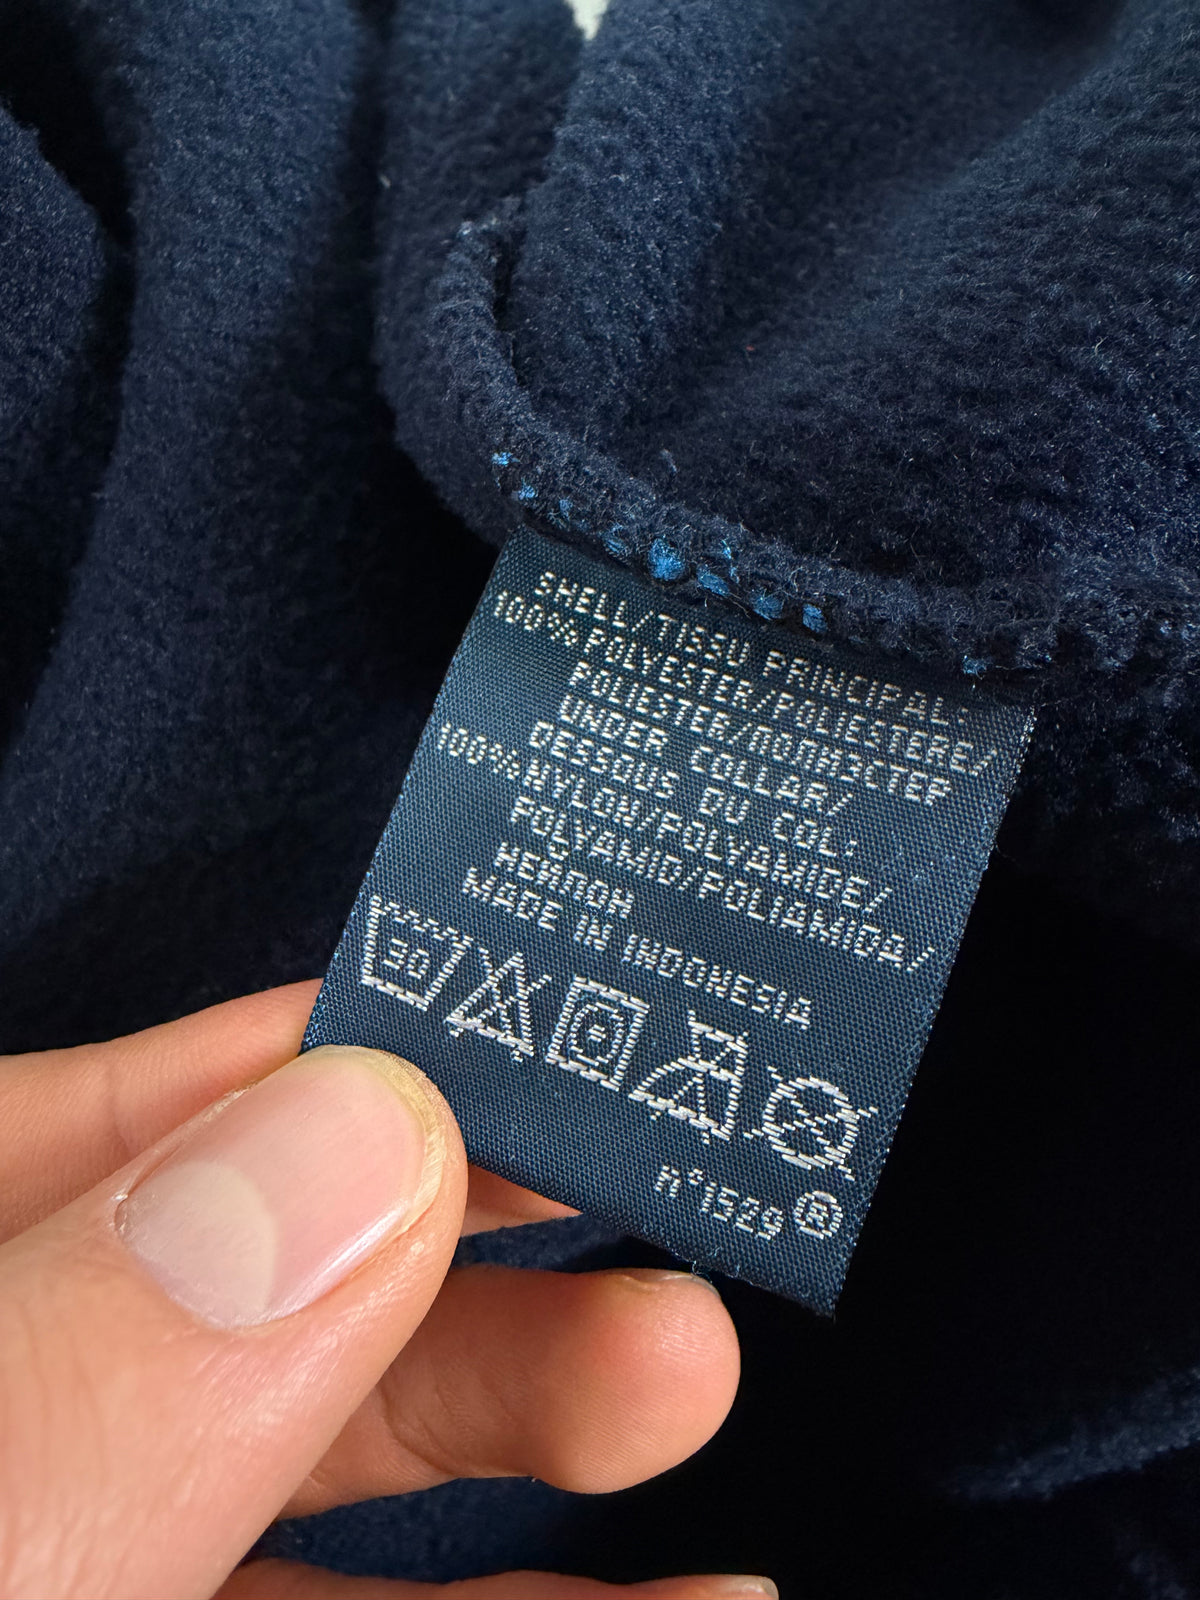 SHELL/TISSU PRINCIPAL:
100% POLYESTER/POLIESTERE/
POLIESTER/ПОЛИЭСТЕР
UNDER COLLAR/
DESSOUS DU COL:
100% NYLON/POLYAMIDE/
POLYAMID/POLIAMIDA/
НЕЙЛОН
MADE IN INDONESIA
30
N°1529 ®